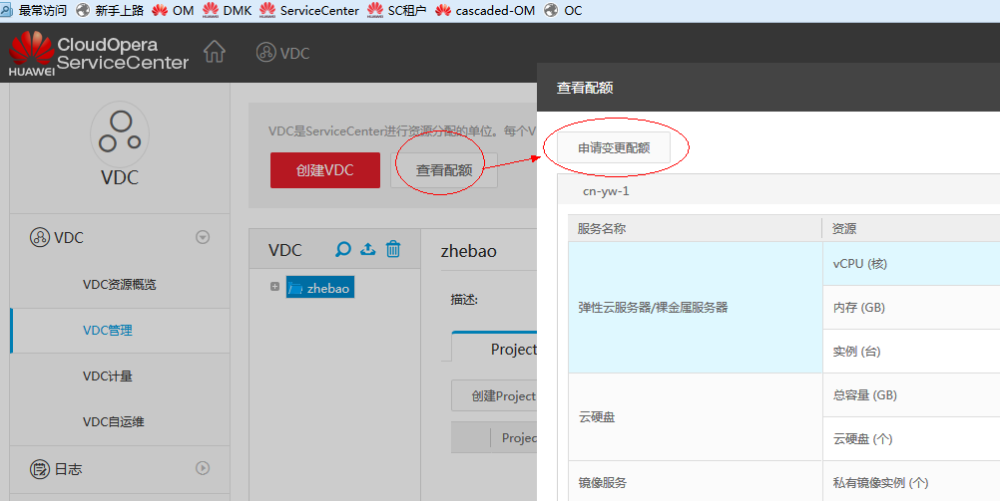 最常访问 新手上路 OM DMK ServiceCenter SC租户 cascaded-OM OC
HUAWEI
CloudOpera
ServiceCenter
VDC
查看配额
VDC
VDC
VDC资源概览
VDC管理
VDC计量
VDC自运维
日志
VDC是ServiceCenter进行资源分配的单位。每个V
创建VDC 查看配额
VDC
zhebao
zhebao
描述:
Project
创建Project
Projec
申请变更配额
cn-yw-1
服务名称 资源
弹性云服务器/裸金属服务器
vCPU (核)
内存 (GB)
实例 (台)
云硬盘
总容量 (GB)
云硬盘 (个)
镜像服务 私有镜像实例 (个)